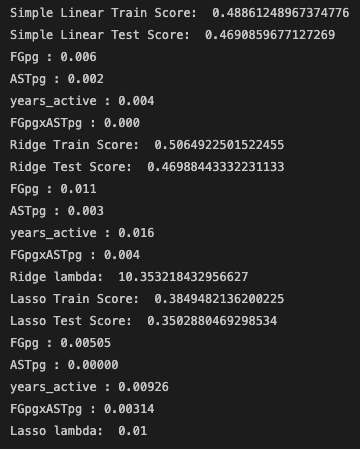 Simple Linear Train Score:  0.48861248967374776
Simple Linear Test Score:  0.4690859677127269
FGpg : 0.006
ASTpg : 0.002
years_active : 0.004
FGpgxASTpg : 0.000
Ridge Train Score:  0.5064922501522455
Ridge Test Score:  0.46988443332231133
FGpg : 0.011
ASTpg : 0.003
years_active : 0.016
FGpgxASTpg : 0.004
Ridge lambda:  10.353218432956627
Lasso Train Score:  0.3849482136200225
Lasso Test Score:  0.3502880469298534
FGpg : 0.00505
ASTpg : 0.00000
years_active : 0.00926
FGpgxASTpg : 0.00314
Lasso lambda:  0.01